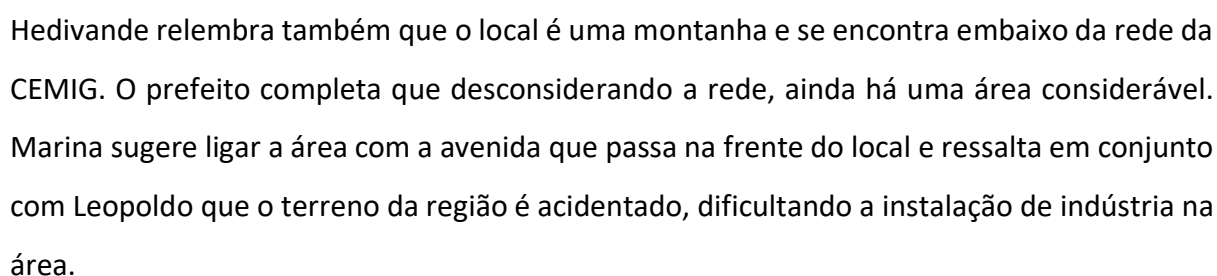 Hedivande relembra também que o local é uma montanha e se encontra embaixo da rede da
CEMIG. O prefeito completa que desconsiderando a rede, ainda há uma área considerável.
Marina sugere ligar a área com a avenida que passa na frente do local e ressalta em conjunto
com Leopoldo que o terreno da região é acidentado, dificultando a instalação de indústria na
área.